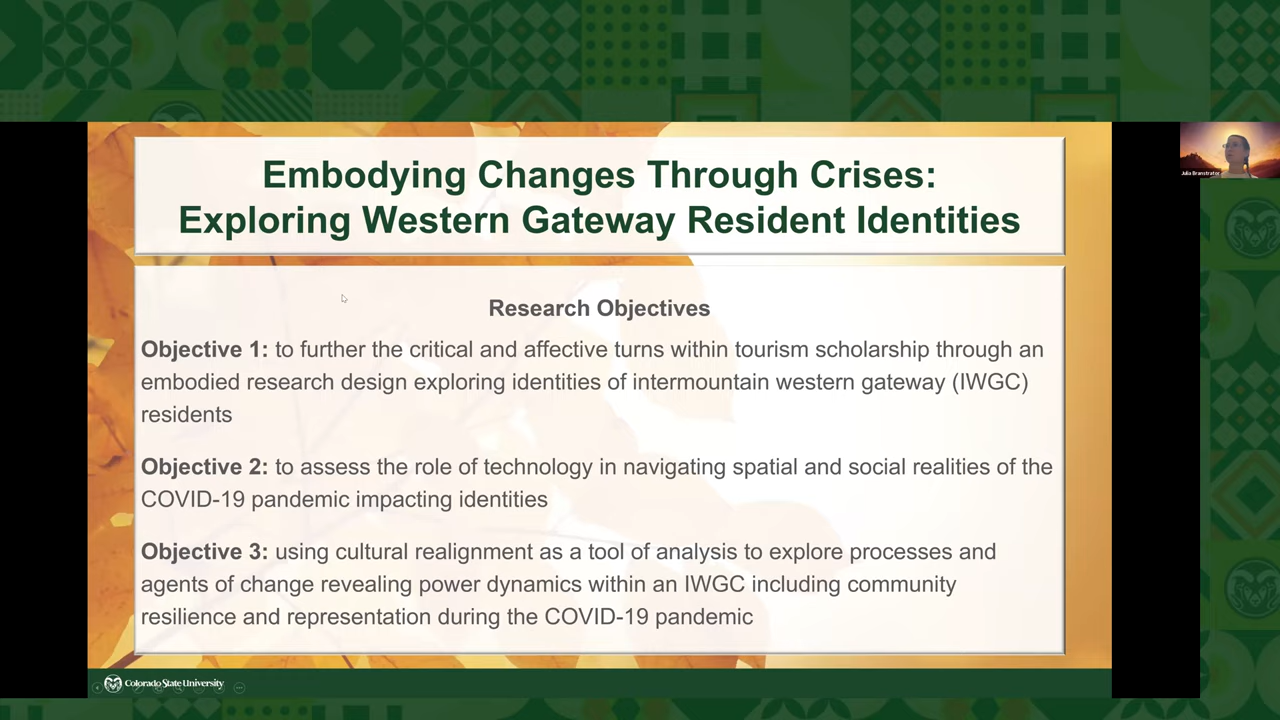 Embodying Changes Through Crises:
Exploring Western Gateway Resident Identities
Research Objectives
Objective 1: to further the critical and affective turns within tourism scholarship through an
embodied research design exploring identities of intermountain western gateway (IWGC)
residents
Objective 2: to assess the role of technology in navigating spatial and social realities of the
COVID-19 pandemic impacting identities
Objective 3: using cultural realignment as a tool of analysis to explore processes and
agents of change revealing power dynamics within an IWGC including community
resilience and representation during the COVID-19 pandemic
Colorado State University
Julia Branstrator